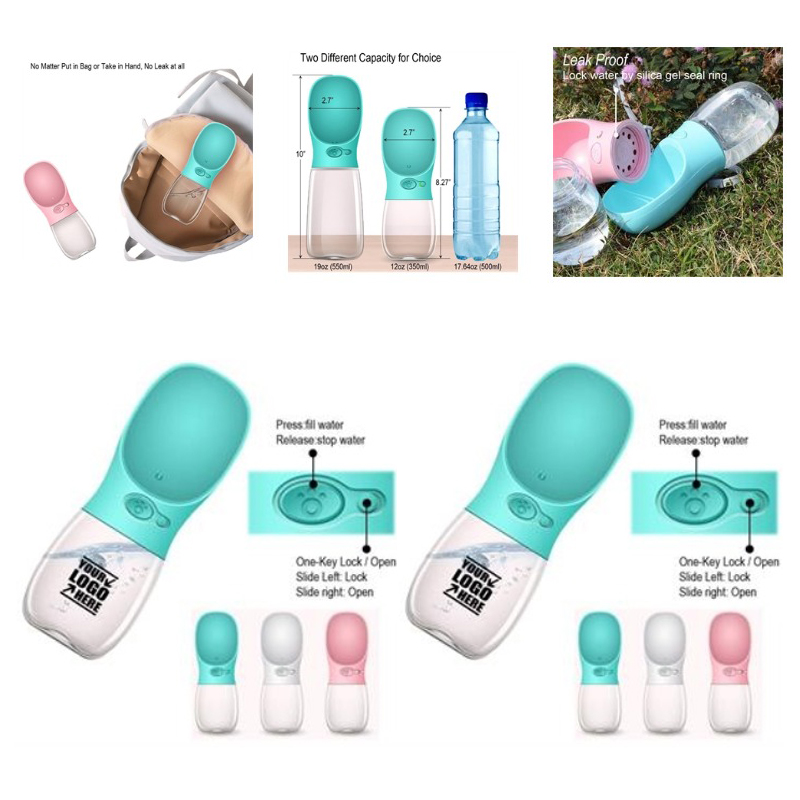 No Matter Put in Bag or Take in Hand, No Leak at all
Two Different Capacity for Choice
2.7"
2.7"
10"
8.27"
19oz (550ml)
12oz (350ml)
17.64oz (500ml)
Leak Proof
Lock water by silica gel seal ring
Press:fill water
Release:stop water
One-Key Lock / Open
Slide Left: Lock
Slide right: Open
YOUR
LOGO
HERE
Press:fill water
Release:stop water
One-Key Lock / Open
Slide Left: Lock
Slide right: Open
YOUR
LOGO
HERE